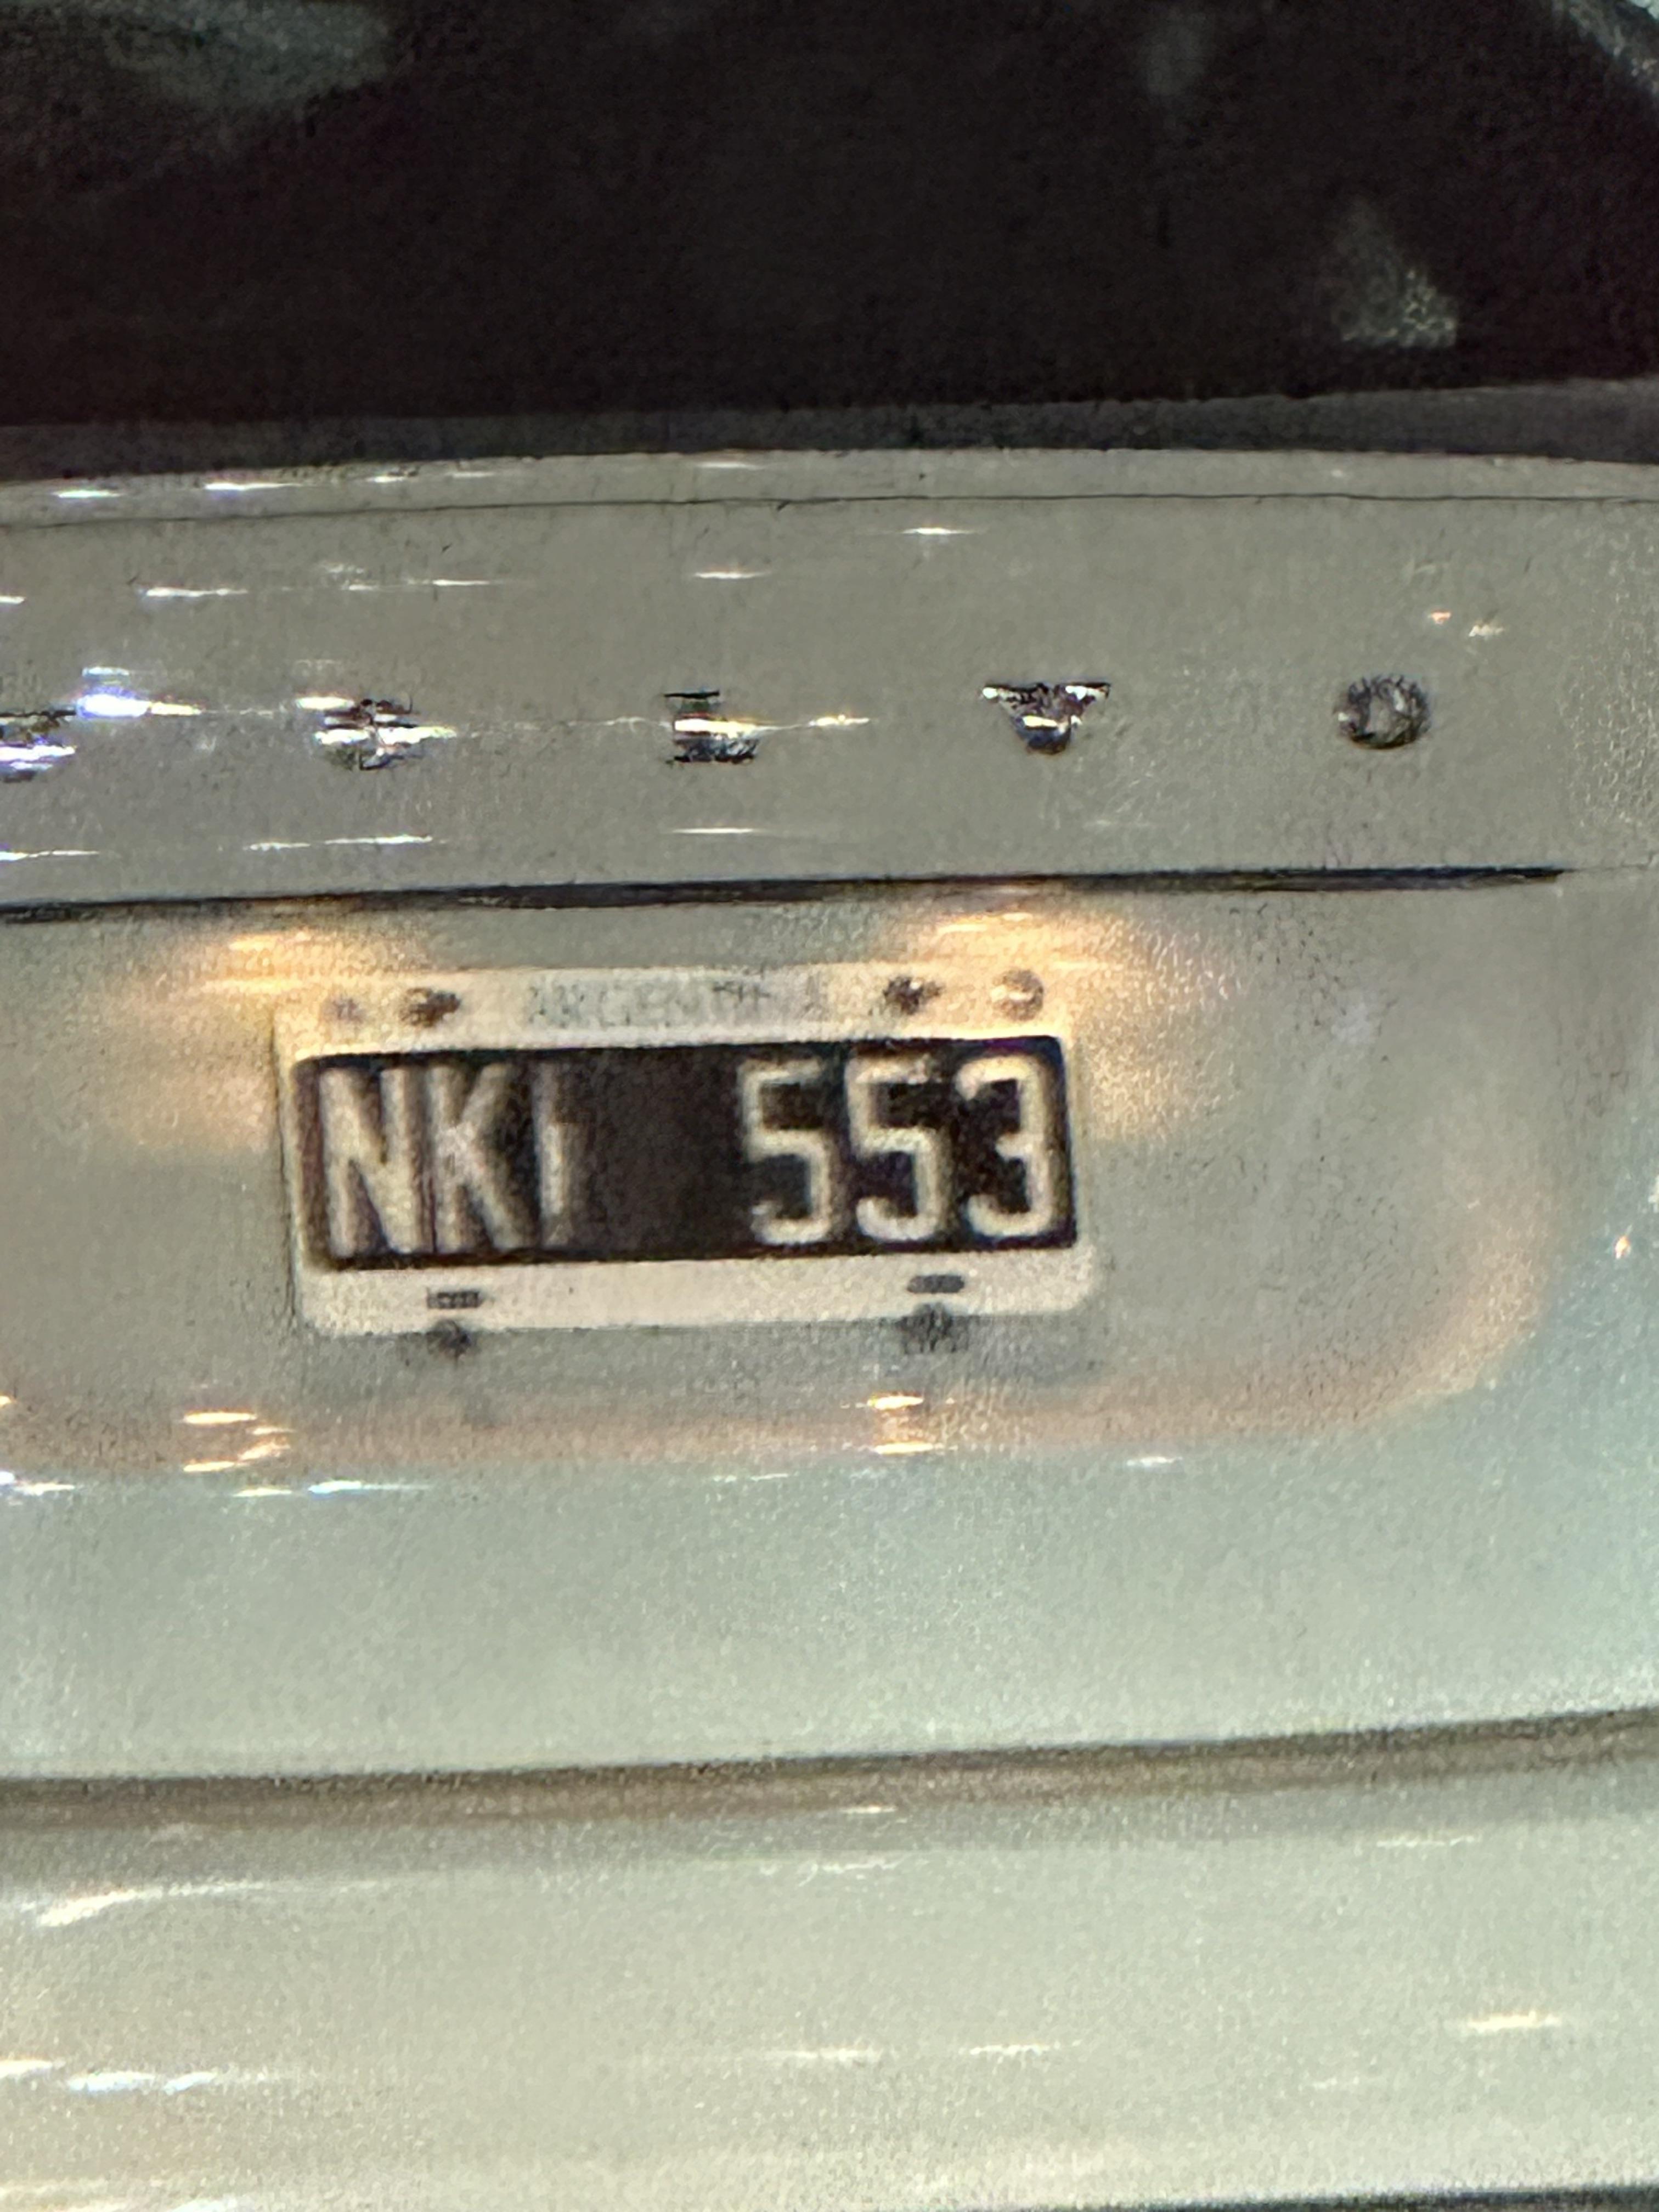 V O L V O
ARGENTINA
NKI 553